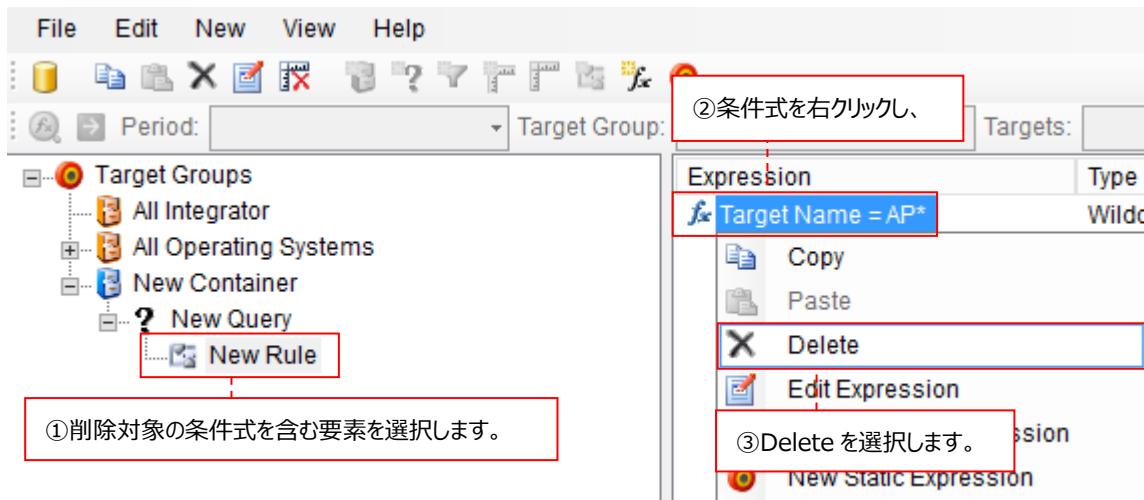 File Edit New View Help
②条件式を右クリックし、
Period: Target Group: Targets:
Target Groups
All Integrator
All Operating Systems
New Container
New Query
New Rule
①削除対象の条件式を含む要素を選択します。
Expression Type
Target Name = AP*
Copy
Paste
Delete
Edit Expression
③Delete を選択します。
New Static Expression